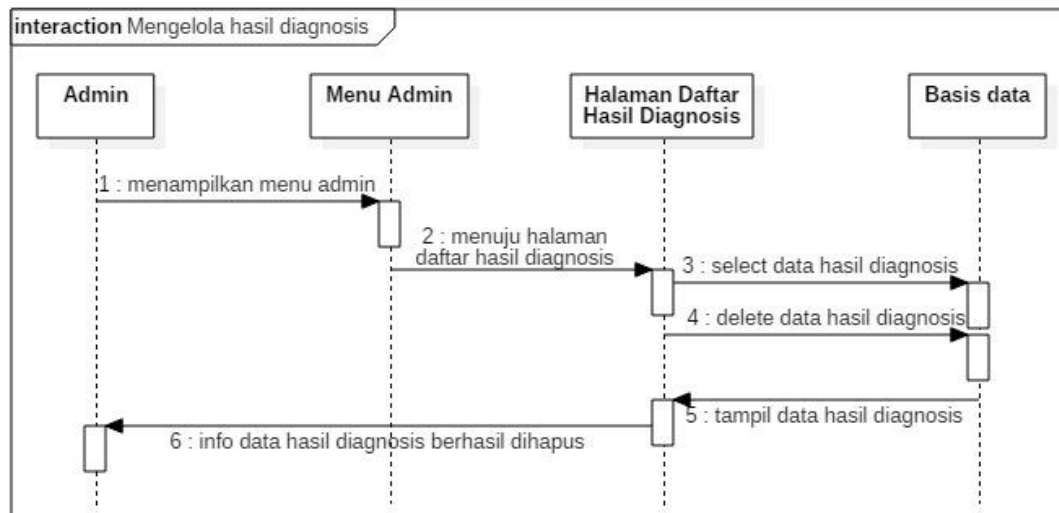 interaction Mengelola hasil diagnosis
Admin
Menu Admin
Halaman Daftar
Hasil Diagnosis
Basis data
1 : menampilkan menu admin
2 : menuju halaman
daftar hasil diagnosis
3 : select data hasil diagnosis
4 : delete data hasil diagnosis
5 : tampil data hasil diagnosis
6 : info data hasil diagnosis berhasil dihapus